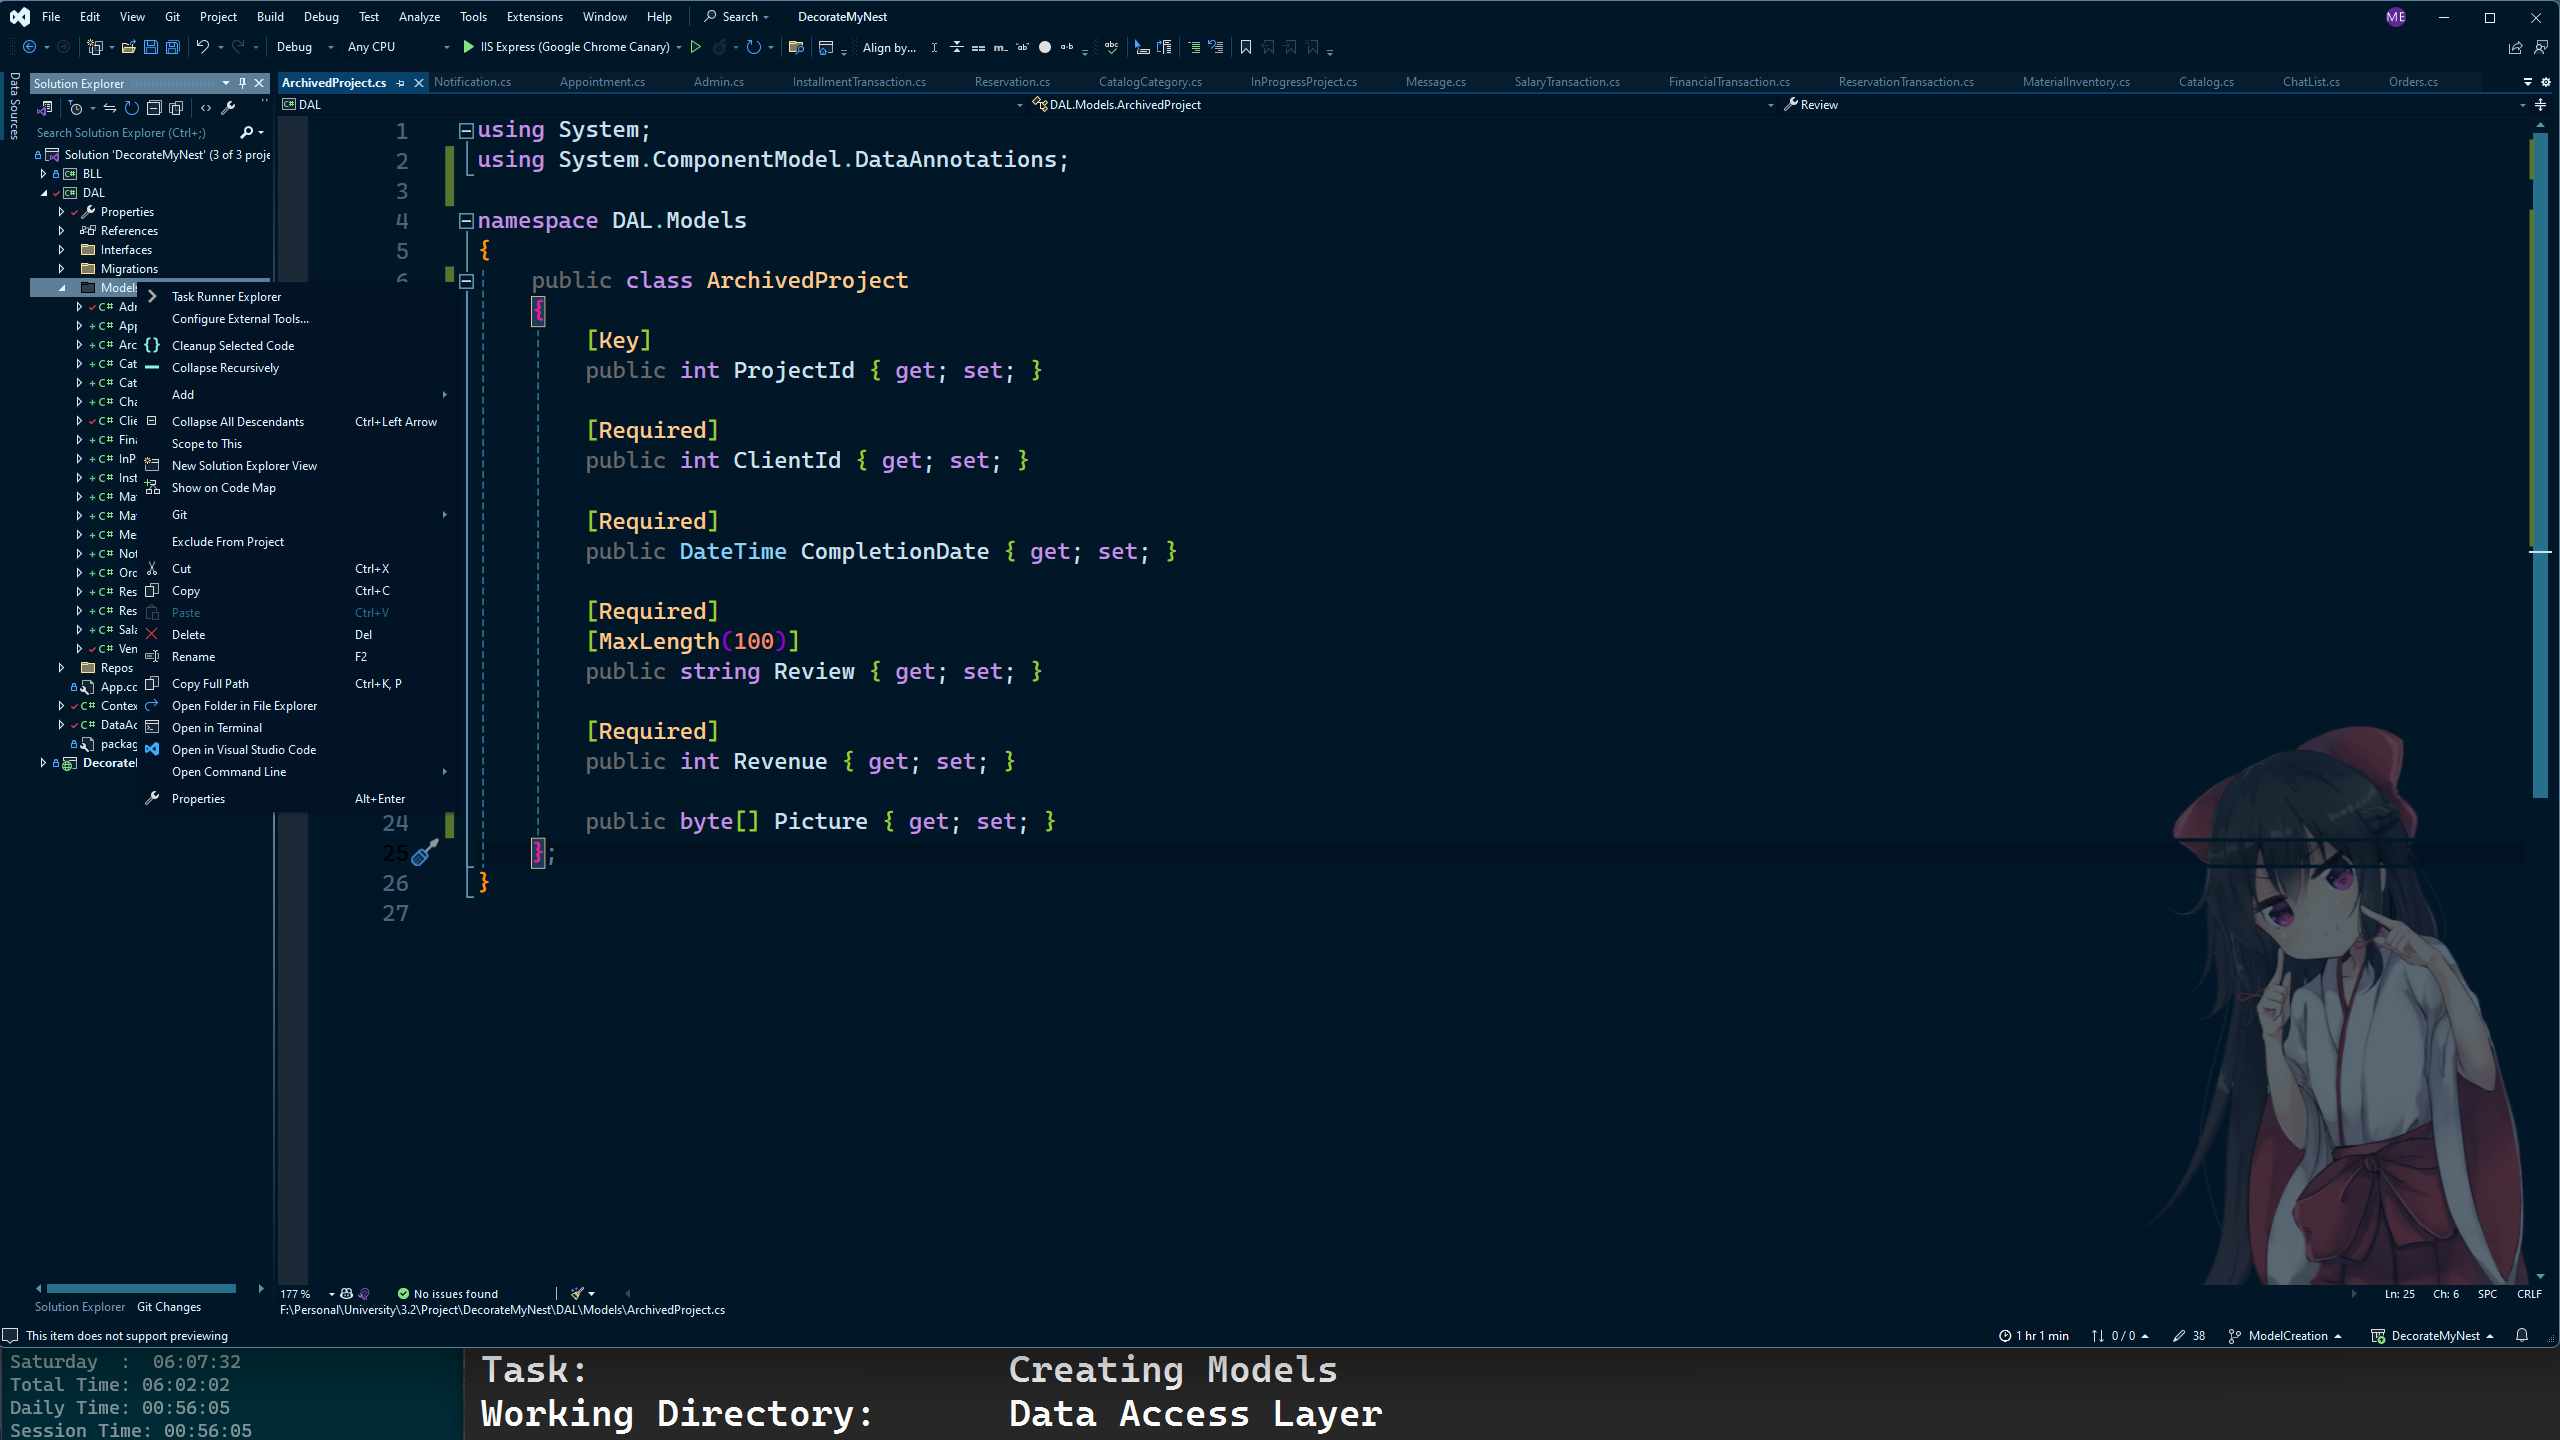 File Edit View Git Project Build Debug Test Analyze Tools Extensions Window Help Search DecorateMyNest ME
Debug Any CPU IIS Express (Google Chrome Canary) Align by...
Data Sources
Solution Explorer
Search Solution Explorer (Ctrl+;)
Solution 'DecorateMyNest' (3 of 3 proje
BLL
DAL
Properties
References
Interfaces
Migrations
Models
Adm
App
Arc
Cat
Cat
Cha
Clie
Fina
InP
Inst
Mat
Mat
Mes
Not
Ord
Res
Res
Sala
Ven
Repos
App.co
Contex
DataAc
packag
Decorate
Task Runner Explorer
Configure External Tools...
Cleanup Selected Code
Collapse Recursively
Add
Collapse All Descendants Ctrl+Left Arrow
Scope to This
New Solution Explorer View
Show on Code Map
Git
Exclude From Project
Cut Ctrl+X
Copy Ctrl+C
Paste Ctrl+V
Delete Del
Rename F2
Copy Full Path Ctrl+K, P
Open Folder in File Explorer
Open in Terminal
Open in Visual Studio Code
Open Command Line
Properties Alt+Enter
ArchivedProject.cs Notification.cs Appointment.cs Admin.cs InstallmentTransaction.cs Reservation.cs CatalogCategory.cs InProgressProject.cs Message.cs SalaryTransaction.cs FinancialTransaction.cs ReservationTransaction.cs MaterialInventory.cs Catalog.cs ChatList.cs Orders.cs
DAL DAL.Models.ArchivedProject Review
1 using System;
2 using System.ComponentModel.DataAnnotations;
3
4 namespace DAL.Models
5 {
6 public class ArchivedProject
{
[Key]
public int ProjectId { get; set; }
[Required]
public int ClientId { get; set; }
[Required]
public DateTime CompletionDate { get; set; }
[Required]
[MaxLength(100)]
public string Review { get; set; }
[Required]
public int Revenue { get; set; }
24 public byte[] Picture { get; set; }
25 };
26 }
27
177 % No issues found Ln: 25 Ch: 6 SPC CRLF
F:\Personal\University\3.2\Project\DecorateMyNest\DAL\Models\ArchivedProject.cs
Solution Explorer Git Changes
This item does not support previewing 1 hr 1 min 0 / 0 38 ModelCreation DecorateMyNest
Saturday : 06:07:32
Total Time: 06:02:02
Daily Time: 00:56:05
Session Time: 00:56:05
Task: Creating Models
Working Directory: Data Access Layer